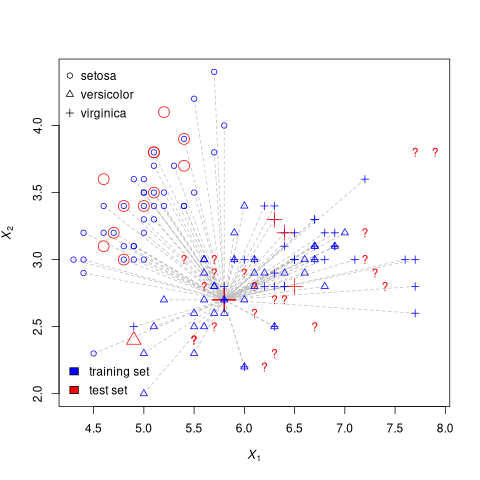 setosa
versicolor
virginica
? ?
? ?
? ? ? ?
? ? ?
? ? ?
? ?
?
? ?
? ?
?
?
training set
test set
2.0 2.5 3.0 3.5 4.0
X2
4.5 5.0 5.5 6.0 6.5 7.0 7.5 8.0
X1